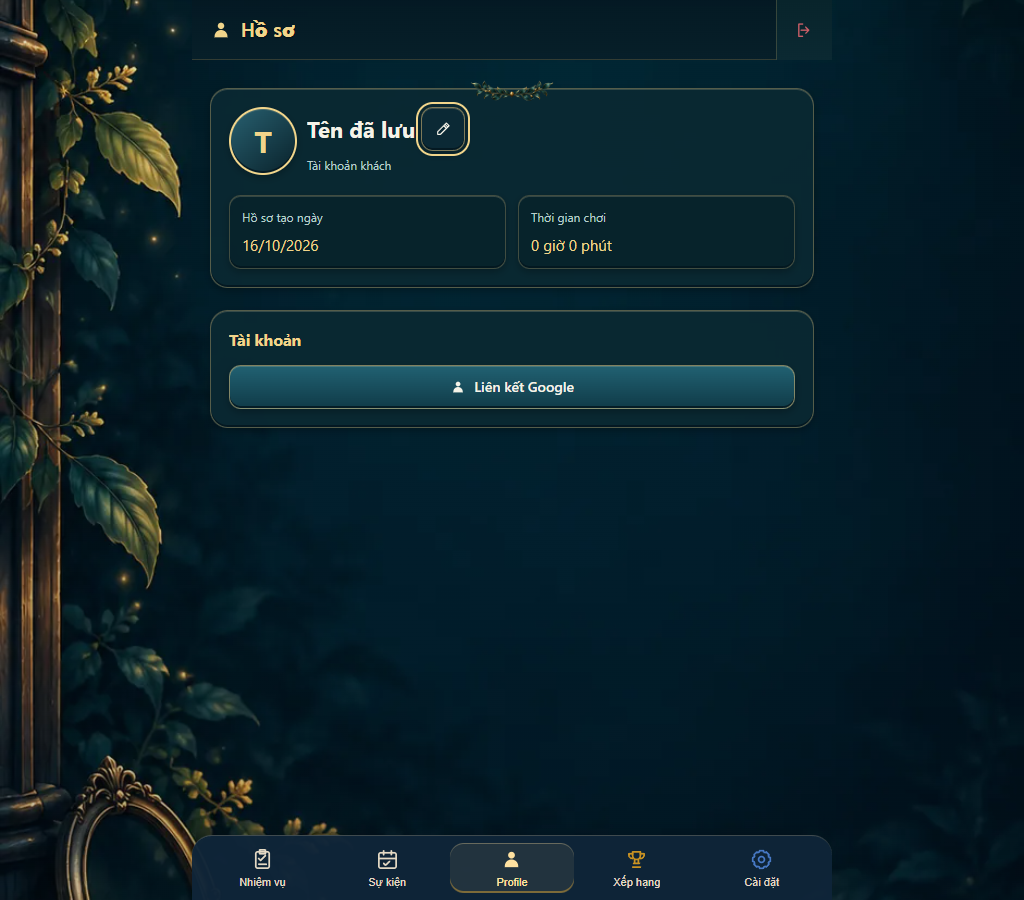 Hồ sơ
T
Tên đã lưu
Tài khoản khách
Hồ sơ tạo ngày
16/10/2026
Thời gian chơi
0 giờ 0 phút
Tài khoản
Liên kết Google
Nhiệm vụ
Sự kiện
Profile
Xếp hạng
Cài đặt